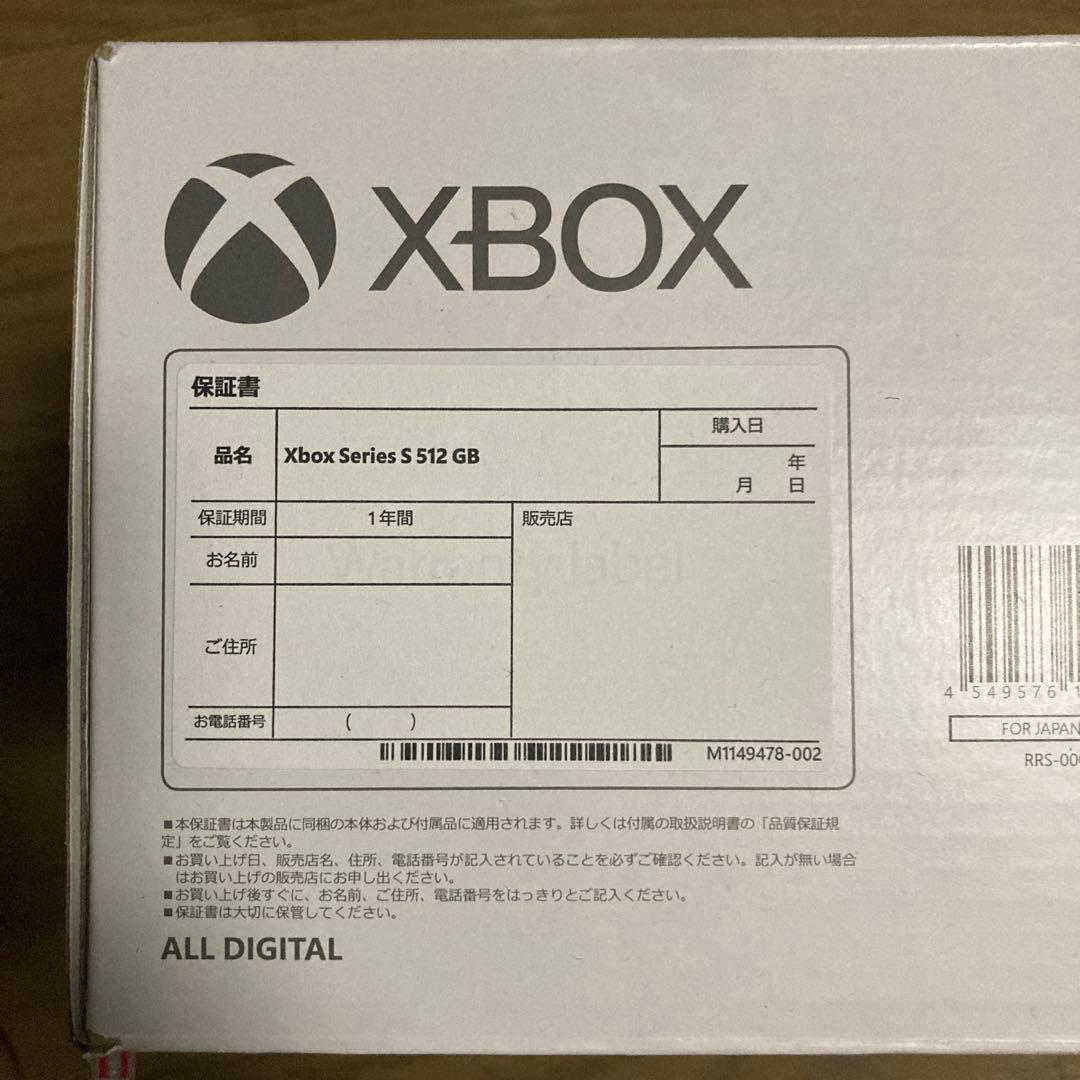 XBOX
保証書
品名
Xbox Series S 512 GB
購入日
年
月 日
保証期間
1年間
販売店
お名前
ご住所
お電話番号
( )
M1149478-002
4 549576
FOR JAPAN
■本保証書は本製品に同梱の本体および付属品に適用されます。詳しくは付属の取扱説明書の「品質保証規
定」をご覧ください。
■お買い上げ日、販売店名、住所、電話番号が記入されていることを必ずご確認ください。記入が無い場合
はお買い上げの販売店にお申し出ください。
■お買い上げ後すぐに、お名前、ご住所、電話番号をはっきりとご記入ください。
■保証書は大切に保管してください。
ALL DIGITAL